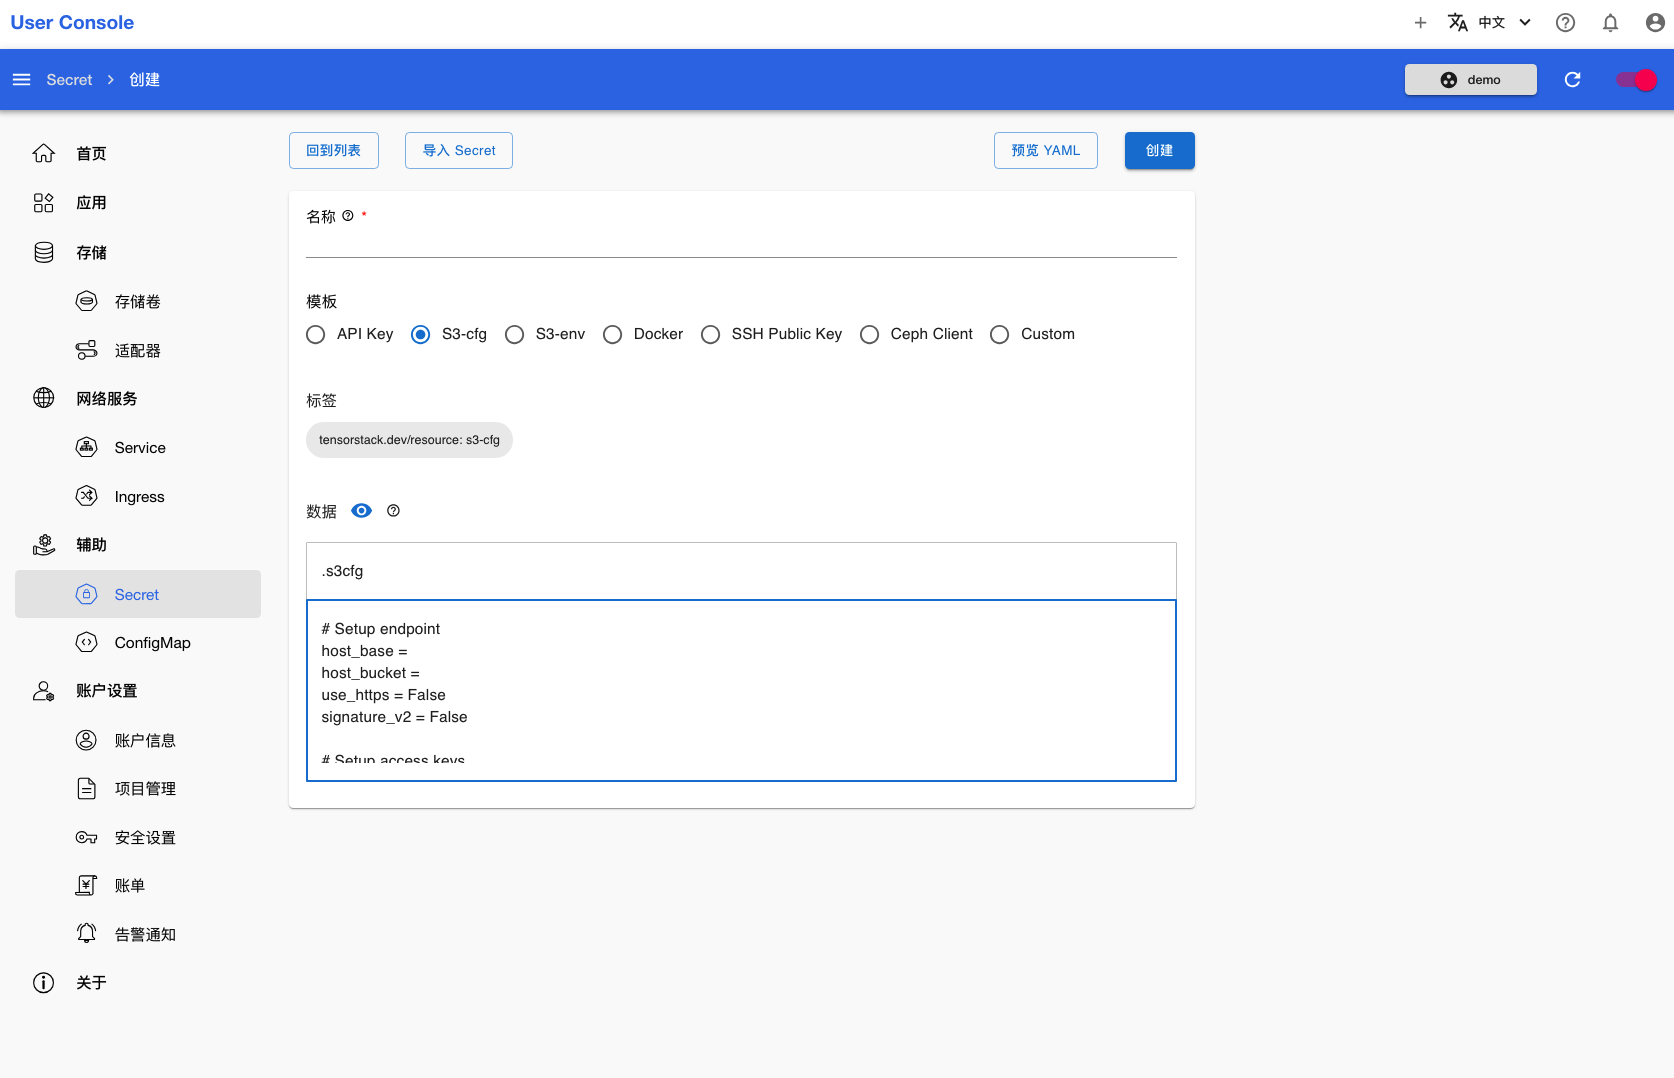 User Console
中文
Secret
创建
demo
首页
应用
存储
存储卷
适配器
网络服务
Service
Ingress
辅助
Secret
ConfigMap
账户设置
账户信息
项目管理
安全设置
账单
告警通知
关于
回到列表
导入 Secret
预览 YAML
创建
名称 *
模板
API Key
S3-cfg
S3-env
Docker
SSH Public Key
Ceph Client
Custom
标签
tensorstack.dev/resource: s3-cfg
数据
.s3cfg
# Setup endpoint
host_base =
host_bucket =
use_https = False
signature_v2 = False
# Setup access keys